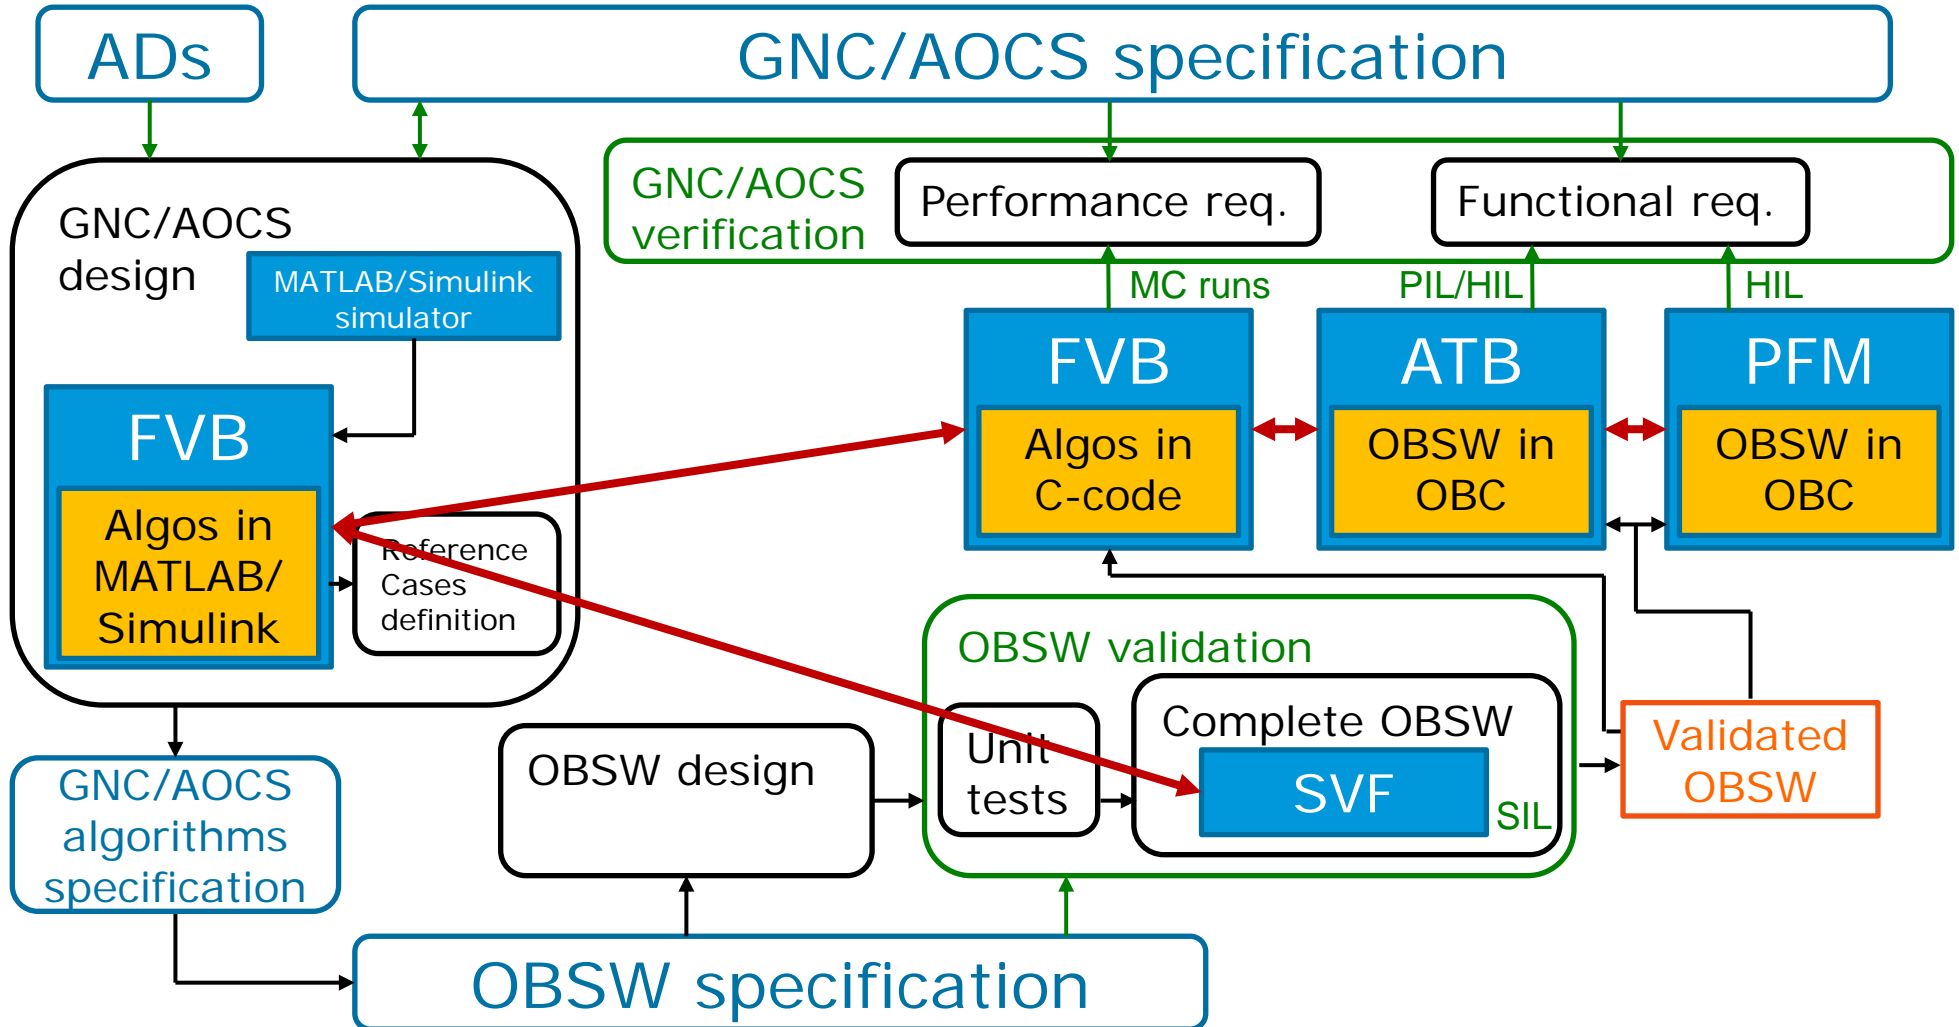 ADs
GNC/AOCS specification
GNC/AOCS
design
MATLAB/Simulink
simulator
FVB
Algos in
MATLAB/
Simulink
Reference
Cases
definition
GNC/AOCS
verification
Performance req.
Functional req.
MC runs
PIL/HIL
HIL
FVB
Algos in
C-code
ATB
OBSW in
OBC
PFM
OBSW in
OBC
GNC/AOCS
algorithms
specification
OBSW design
OBSW validation
Unit
tests
Complete OBSW
SVF
SIL
Validated
OBSW
OBSW specification